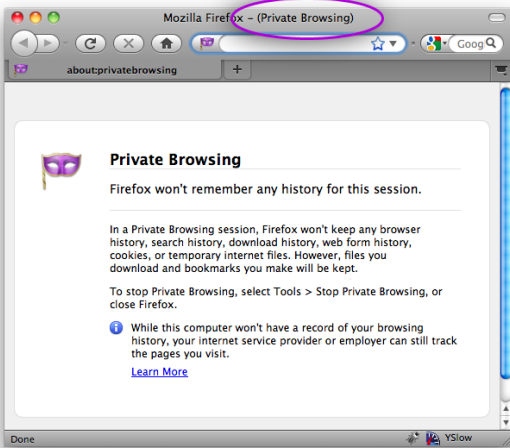 Mozilla Firefox – (Private Browsing)
Goog
about:privatebrowsing
+
Private Browsing
Firefox won't remember any history for this session.
In a Private Browsing session, Firefox won't keep any browser
history, search history, download history, web form history,
cookies, or temporary internet files. However, files you
download and bookmarks you make will be kept.
To stop Private Browsing, select Tools > Stop Private Browsing, or
close Firefox.
While this computer won't have a record of your browsing
history, your internet service provider or employer can still track
the pages you visit.
Learn More
Done
YSlow